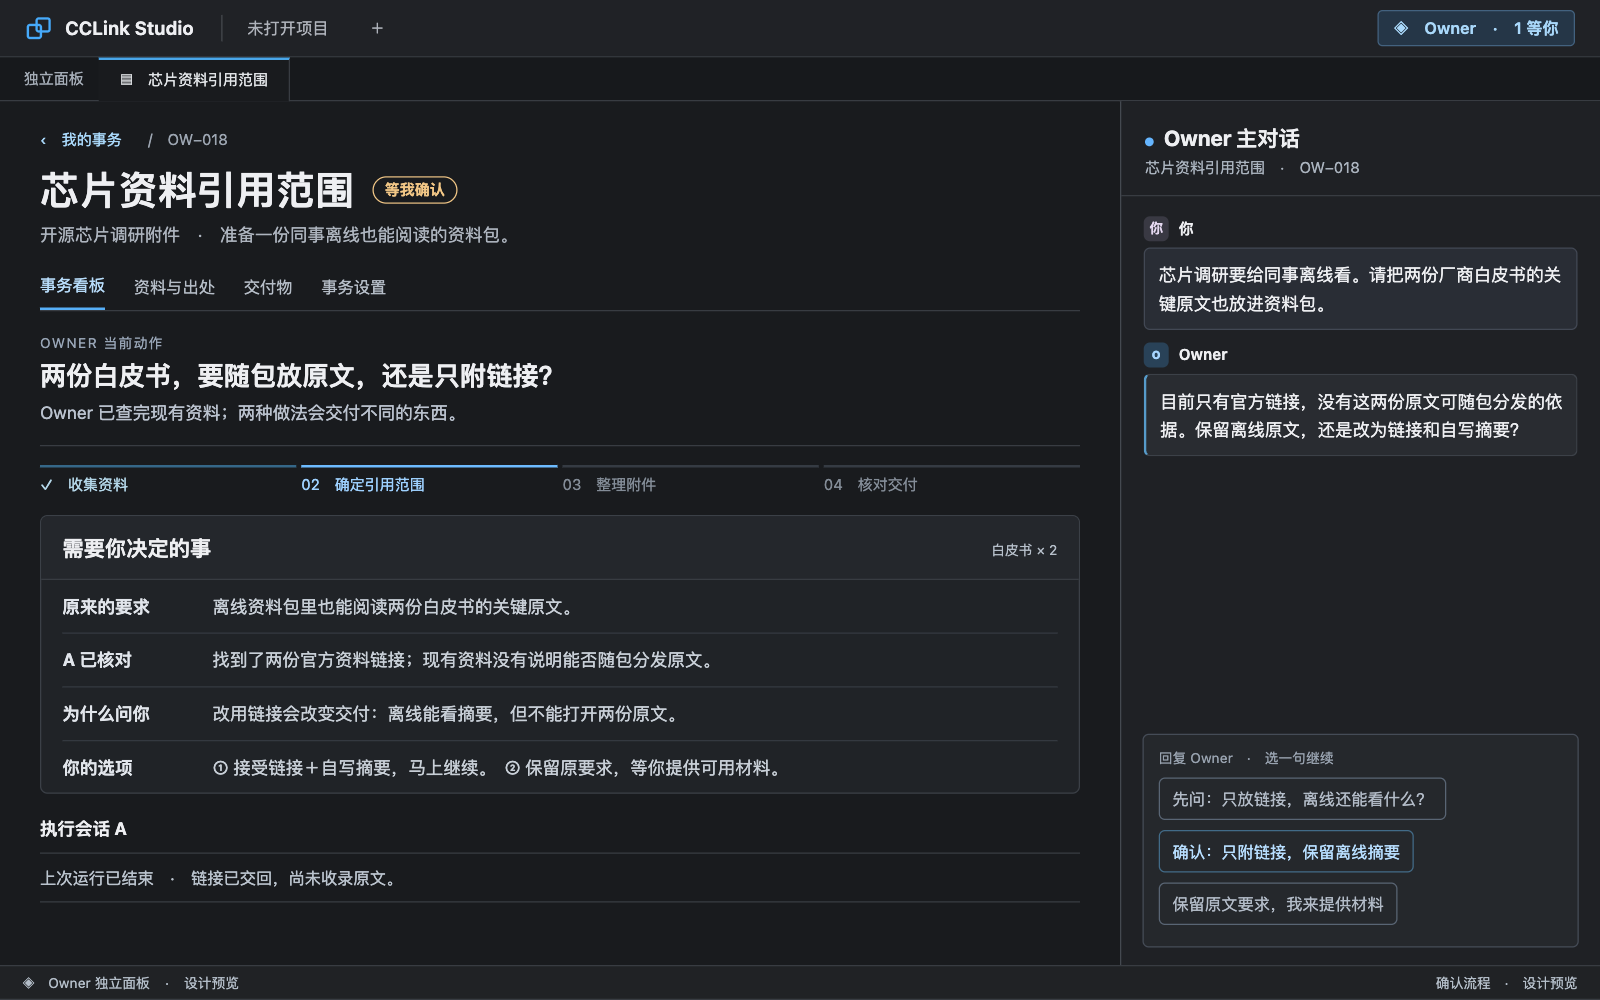 CCLink Studio
未打开项目
+
◈ Owner · 1 等你
独立面板
芯片资料引用范围
‹ 我的事务 / OW-018
芯片资料引用范围
等我确认
开源芯片调研附件 · 准备一份同事离线也能阅读的资料包。
事务看板
资料与出处
交付物
事务设置
OWNER 当前动作
两份白皮书，要随包放原文，还是只附链接？
Owner 已查完现有资料；两种做法会交付不同的东西。
✓ 收集资料
02 确定引用范围
03 整理附件
04 核对交付
需要你决定的事
白皮书 × 2
原来的要求
离线资料包里也能阅读两份白皮书的关键原文。
A 已核对
找到了两份官方资料链接；现有资料没有说明能否随包分发原文。
为什么问你
改用链接会改变交付：离线能看摘要，但不能打开两份原文。
你的选项
① 接受链接＋自写摘要，马上继续。 ② 保留原要求，等你提供可用材料。
执行会话 A
上次运行已结束 · 链接已交回，尚未收录原文。
Owner 主对话
芯片资料引用范围 · OW-018
你 你
芯片调研要给同事离线看。请把两份厂商白皮书的关
键原文也放进资料包。
O Owner
目前只有官方链接，没有这两份原文可随包分发的依
据。保留离线原文，还是改为链接和自写摘要？
回复 Owner · 选一句继续
先问：只放链接，离线还能看什么？
确认：只附链接，保留离线摘要
保留原文要求，我来提供材料
◈ Owner 独立面板 · 设计预览
确认流程 · 设计预览